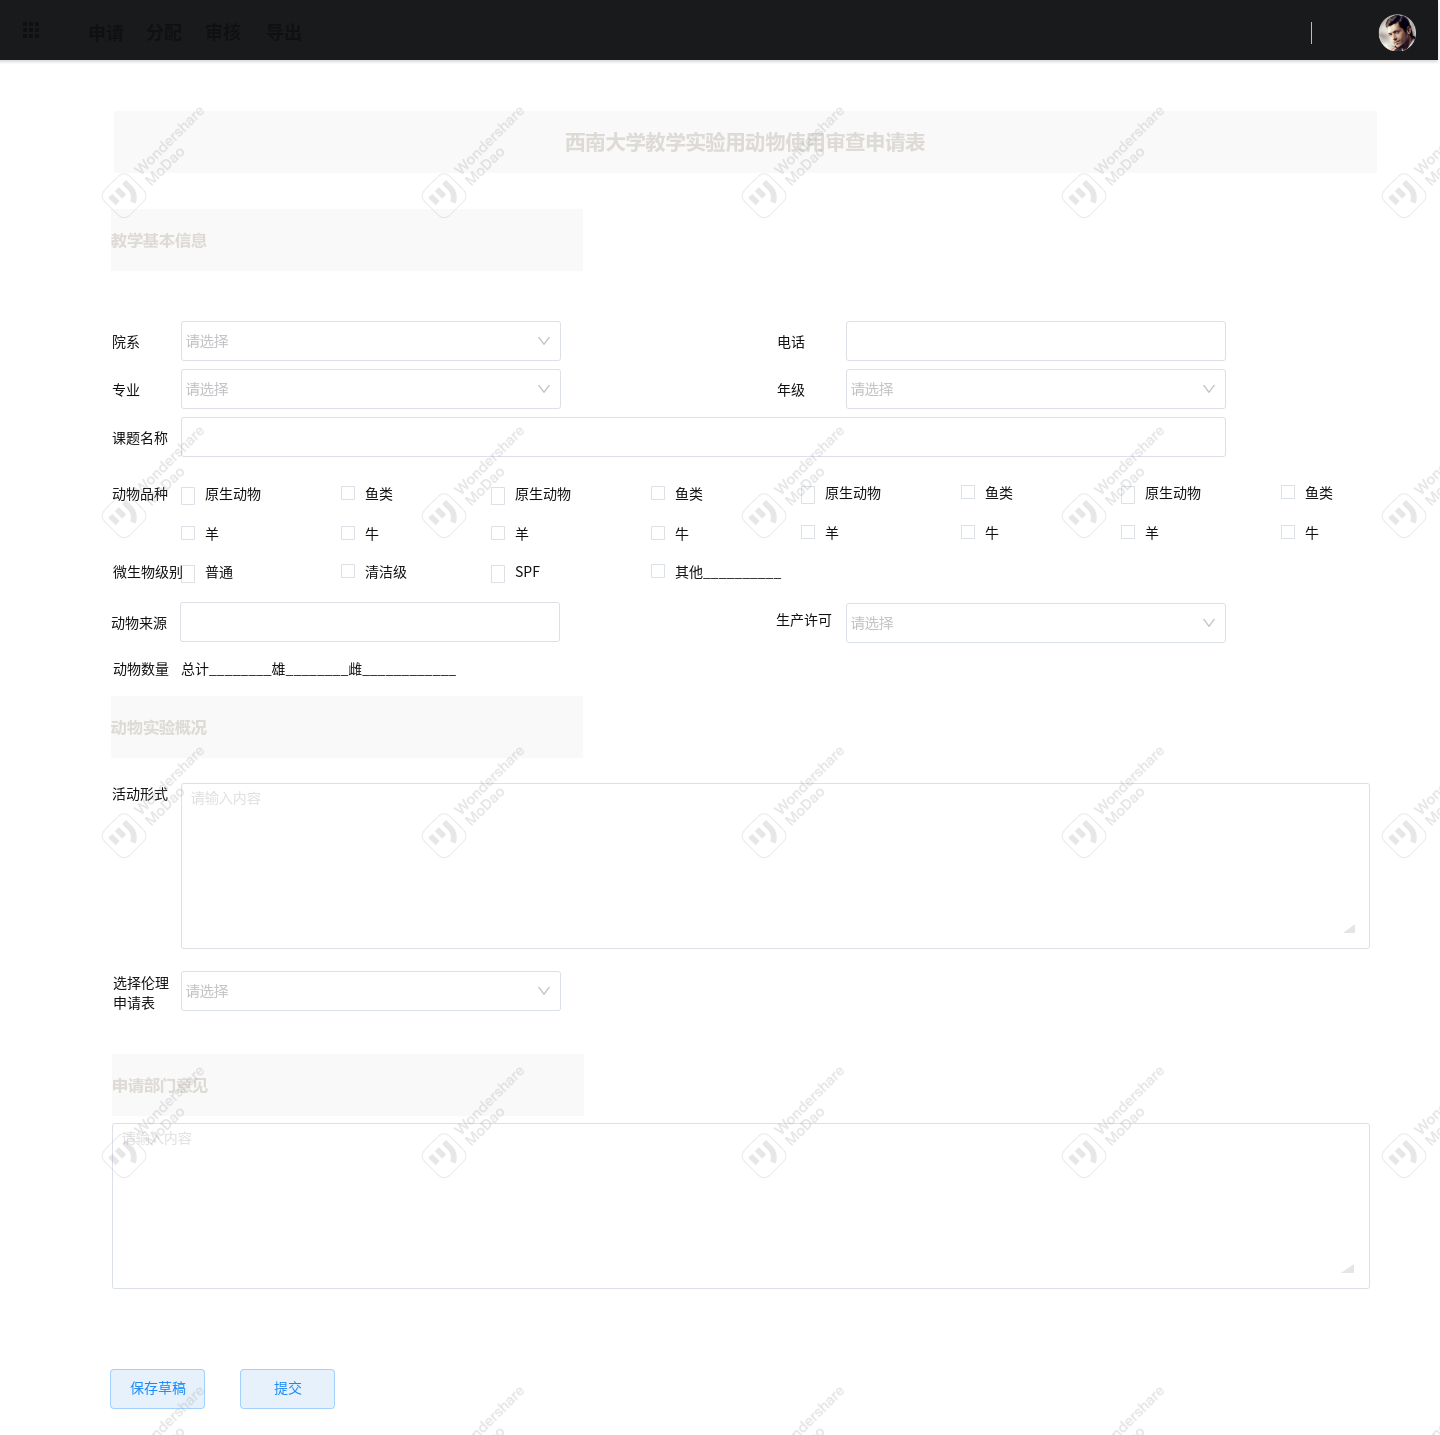 申请 分配 审核 导出
西南大学教学实验用动物使用审查申请表
教学基本信息
院系 请选择 电话
专业 请选择 年级 请选择
课题名称
动物品种 原生动物 鱼类 原生动物 鱼类 原生动物 鱼类 原生动物 鱼类
羊 牛 羊 牛 羊 牛 羊 牛
微生物级别 普通 清洁级 SPF 其他__________
动物来源 生产许可 请选择
动物数量 总计________雄________雌____________
动物实验概况
活动形式 请输入内容
选择伦理
申请表 请选择
申请部门意见
请输入内容
保存草稿 提交
Wondershare
MoDao